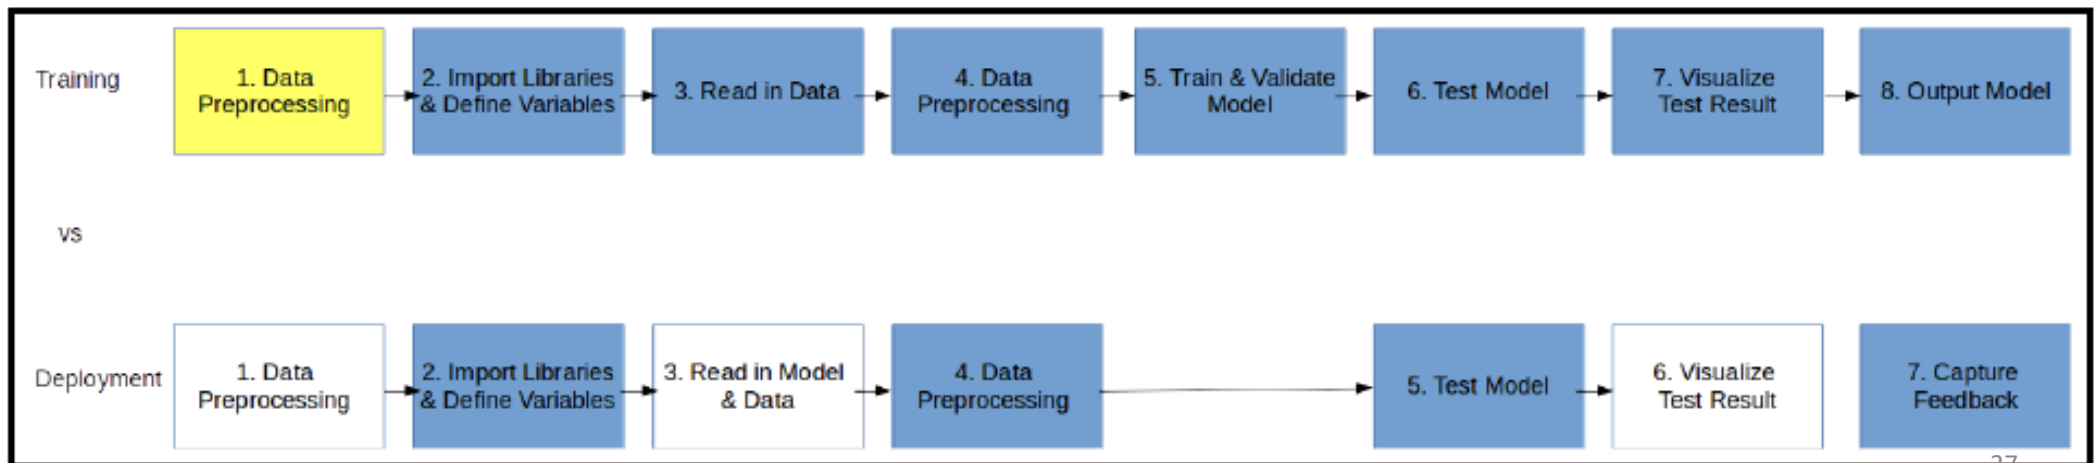 Training
1. Data
Preprocessing
2. Import Libraries
& Define Variables
3. Read in Data
4. Data
Preprocessing
5. Train & Validate
Model
6. Test Model
7. Visualize
Test Result
8. Output Model
vs
Deployment
1. Data
Preprocessing
2. Import Libraries
& Define Variables
3. Read in Model
& Data
4. Data
Preprocessing
5. Test Model
6. Visualize
Test Result
7. Capture
Feedback